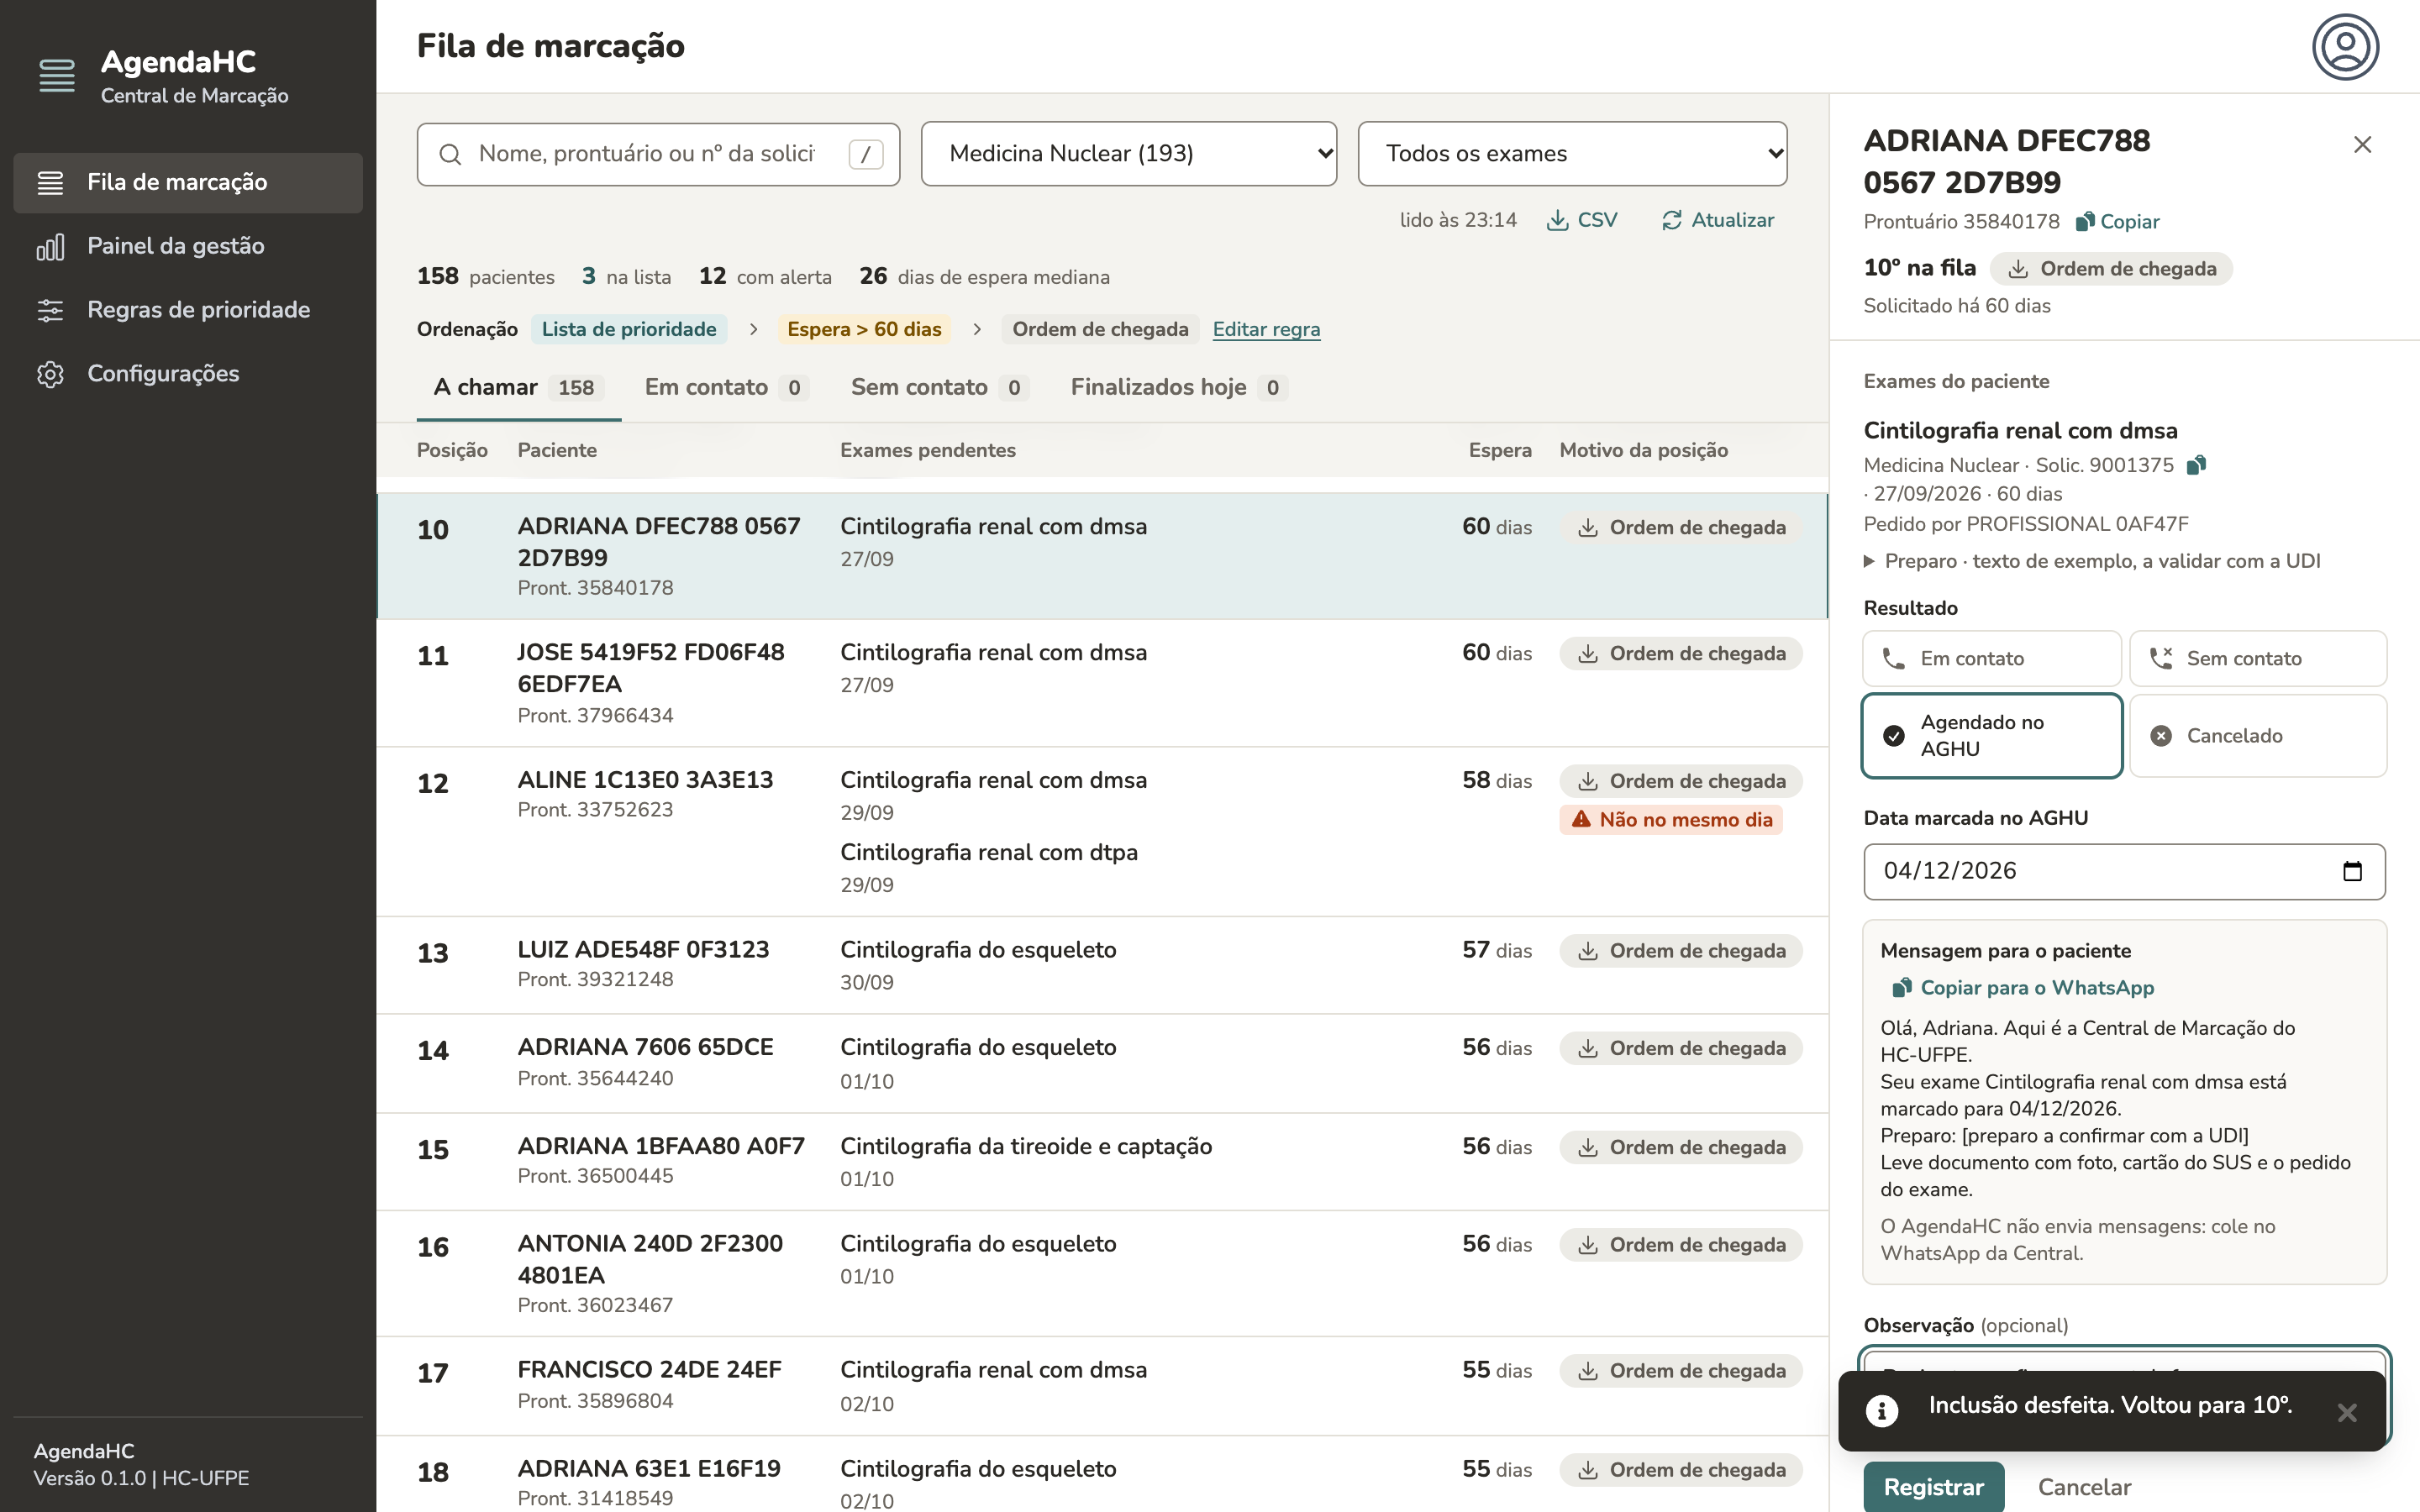 AgendaHC
Central de Marcação
Fila de marcação
Painel da gestão
Regras de prioridade
Configurações
AgendaHC
Versão 0.1.0 | HC-UFPE
Fila de marcação
Nome, prontuário ou nº da solici
/
Medicina Nuclear (193)
Todos os exames
lido às 23:14
CSV
Atualizar
158 pacientes 3 na lista 12 com alerta 26 dias de espera mediana
Ordenação Lista de prioridade > Espera > 60 dias > Ordem de chegada Editar regra
A chamar 158 Em contato 0 Sem contato 0 Finalizados hoje 0
Posição Paciente Exames pendentes Espera Motivo da posição
10 ADRIANA DFEC788 0567 Cintilografia renal com dmsa 60 dias Ordem de chegada
2D7B99 27/09
Pront. 35840178
11 JOSE 5419F52 FD06F48 Cintilografia renal com dmsa 60 dias Ordem de chegada
6EDF7EA 27/09
Pront. 37966434
12 ALINE 1C13E0 3A3E13 Cintilografia renal com dmsa 58 dias Ordem de chegada
Pront. 33752623 29/09 Não no mesmo dia
Cintilografia renal com dtpa
29/09
13 LUIZ ADE548F 0F3123 Cintilografia do esqueleto 57 dias Ordem de chegada
Pront. 39321248 30/09
14 ADRIANA 7606 65DCE Cintilografia do esqueleto 56 dias Ordem de chegada
Pront. 35644240 01/10
15 ADRIANA 1BFAA80 A0F7 Cintilografia da tireoide e captação 56 dias Ordem de chegada
Pront. 36500445 01/10
16 ANTONIA 240D 2F2300 Cintilografia do esqueleto 56 dias Ordem de chegada
4801EA 01/10
Pront. 36023467
17 FRANCISCO 24DE 24EF Cintilografia renal com dmsa 55 dias Ordem de chegada
Pront. 35896804 02/10
18 ADRIANA 63E1 E16F19 Cintilografia do esqueleto 55 dias Ordem de chegada
Pront. 31418549 02/10
ADRIANA DFEC788
0567 2D7B99
Prontuário 35840178 Copiar
10º na fila Ordem de chegada
Solicitado há 60 dias
Exames do paciente
Cintilografia renal com dmsa
Medicina Nuclear · Solic. 9001375
· 27/09/2026 · 60 dias
Pedido por PROFISSIONAL 0AF47F
Preparo · texto de exemplo, a validar com a UDI
Resultado
Em contato
Sem contato
Agendado no
AGHU
Cancelado
Data marcada no AGHU
04/12/2026
Mensagem para o paciente
Copiar para o WhatsApp
Olá, Adriana. Aqui é a Central de Marcação do
HC-UFPE.
Seu exame Cintilografia renal com dmsa está
marcado para 04/12/2026.
Preparo: [preparo a confirmar com a UDI]
Leve documento com foto, cartão do SUS e o pedido
do exame.
O AgendaHC não envia mensagens: cole no
WhatsApp da Central.
Observação (opcional)
Inclusão desfeita. Voltou para 10º.
Registrar
Cancelar